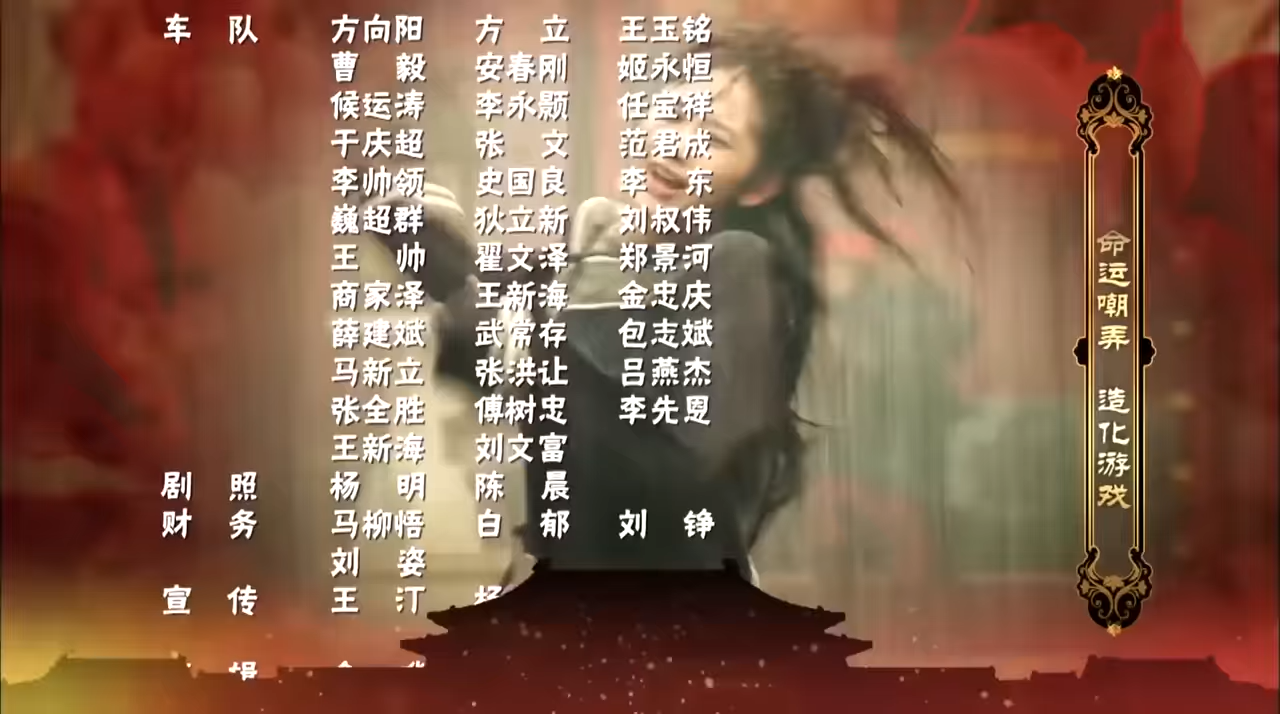 车 队 方向阳 方 立 王玉铭
曹 毅 安春刚 姬永恒
候运涛 李永颢 任宝祥
于庆超 张 文 范君成
李帅领 史国良 李 东
巍超群 狄立新 刘叔伟
王 帅 翟文泽 郑景河
商家泽 王新海 金忠庆
薛建斌 武常存 包志斌
马新立 张洪让 吕燕杰
张全胜 傅树忠 李先恩
王新海 刘文富
剧 照 杨 明 陈 晨
财 务 马柳悟 白 郁 刘 铮
刘 姿
宣 传 王 汀
命运嘲弄 造化游戏